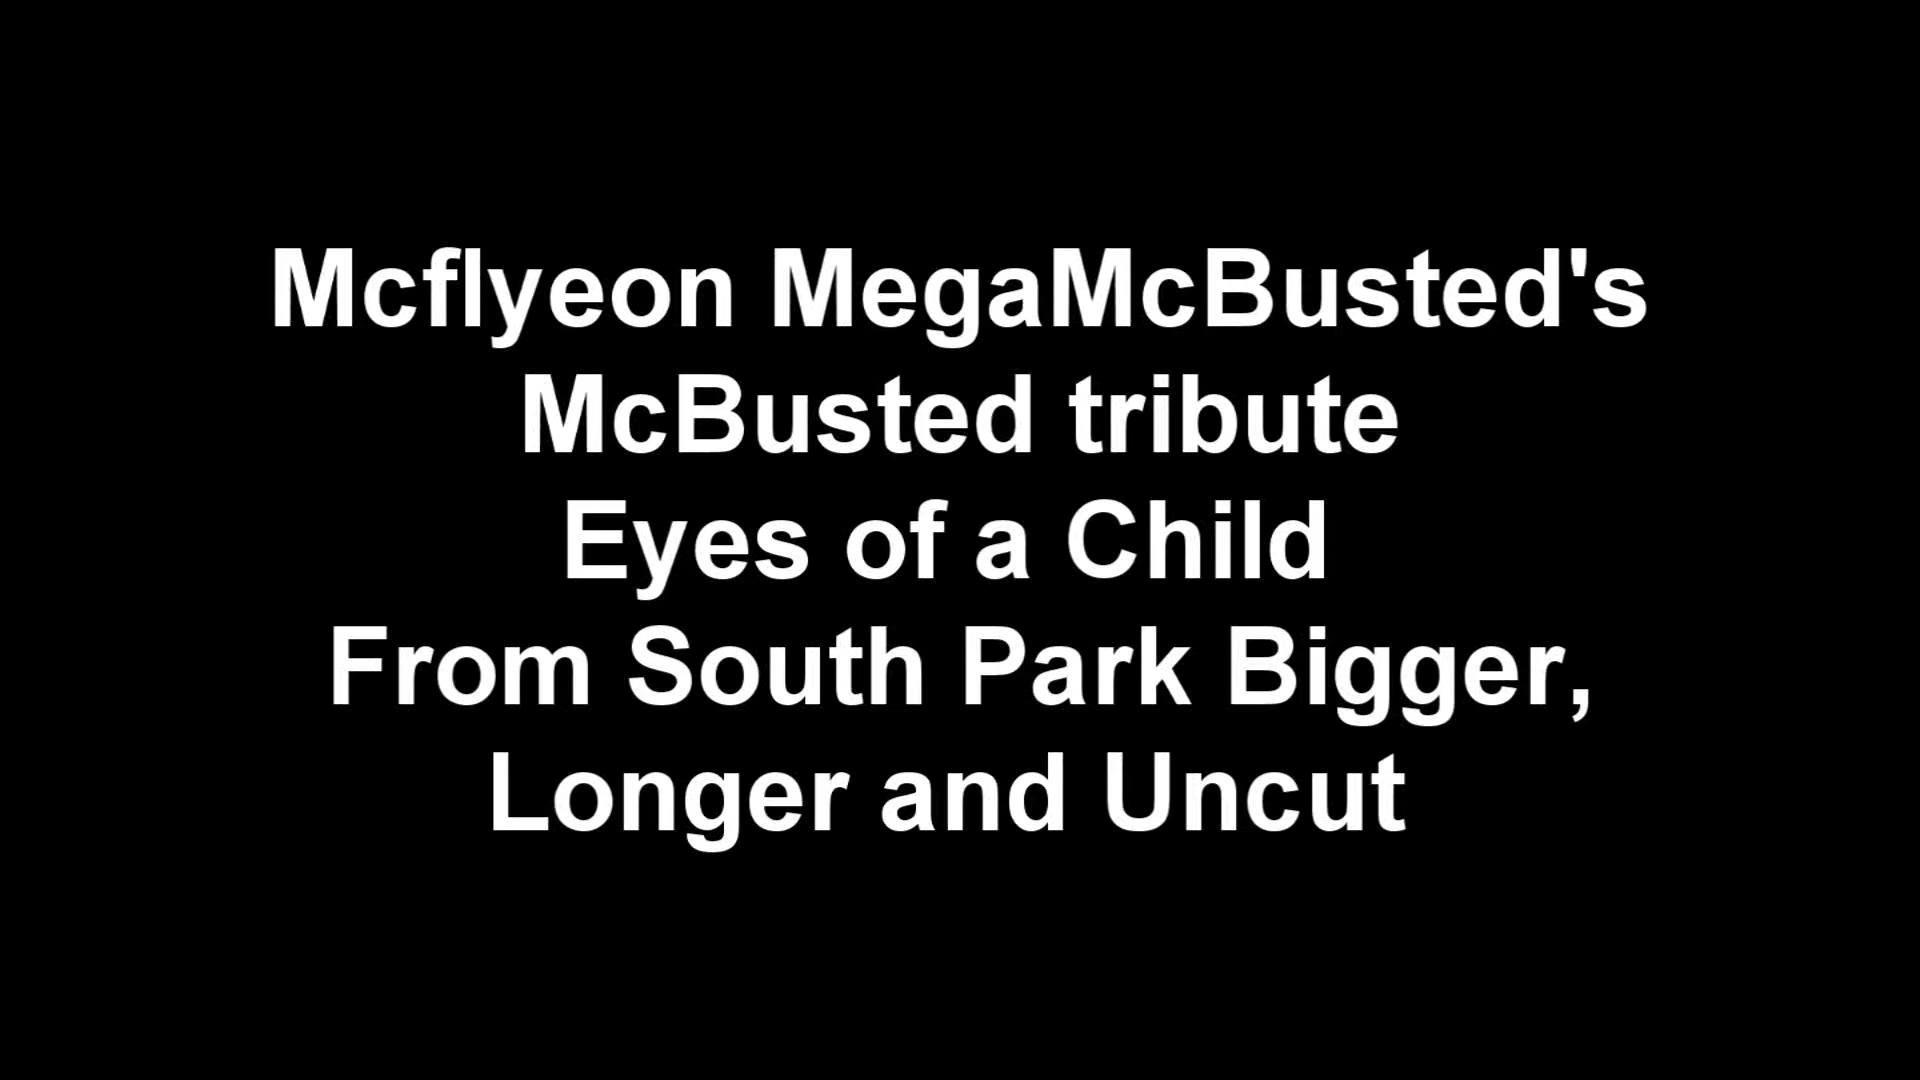 Mcflyeon MegaMcBusted's
McBusted tribute
Eyes of a Child
From South Park Bigger,
Longer and Uncut